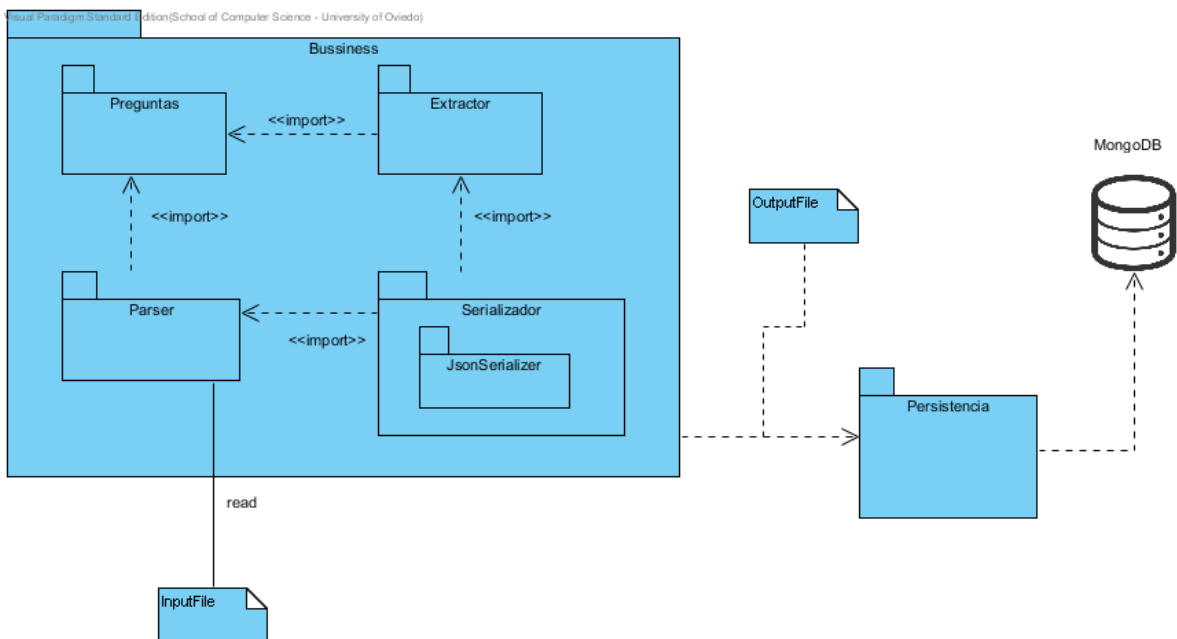 Visual Paradigm Standard Edition(School of Computer Science - University of Oviedo)
Bussiness
Preguntas
Extractor
<<import>>
MongoDB
<<import>>
<<import>>
OutputFile
Parser
Serializador
<<import>>
JsonSerializer
Persistencia
read
InputFile